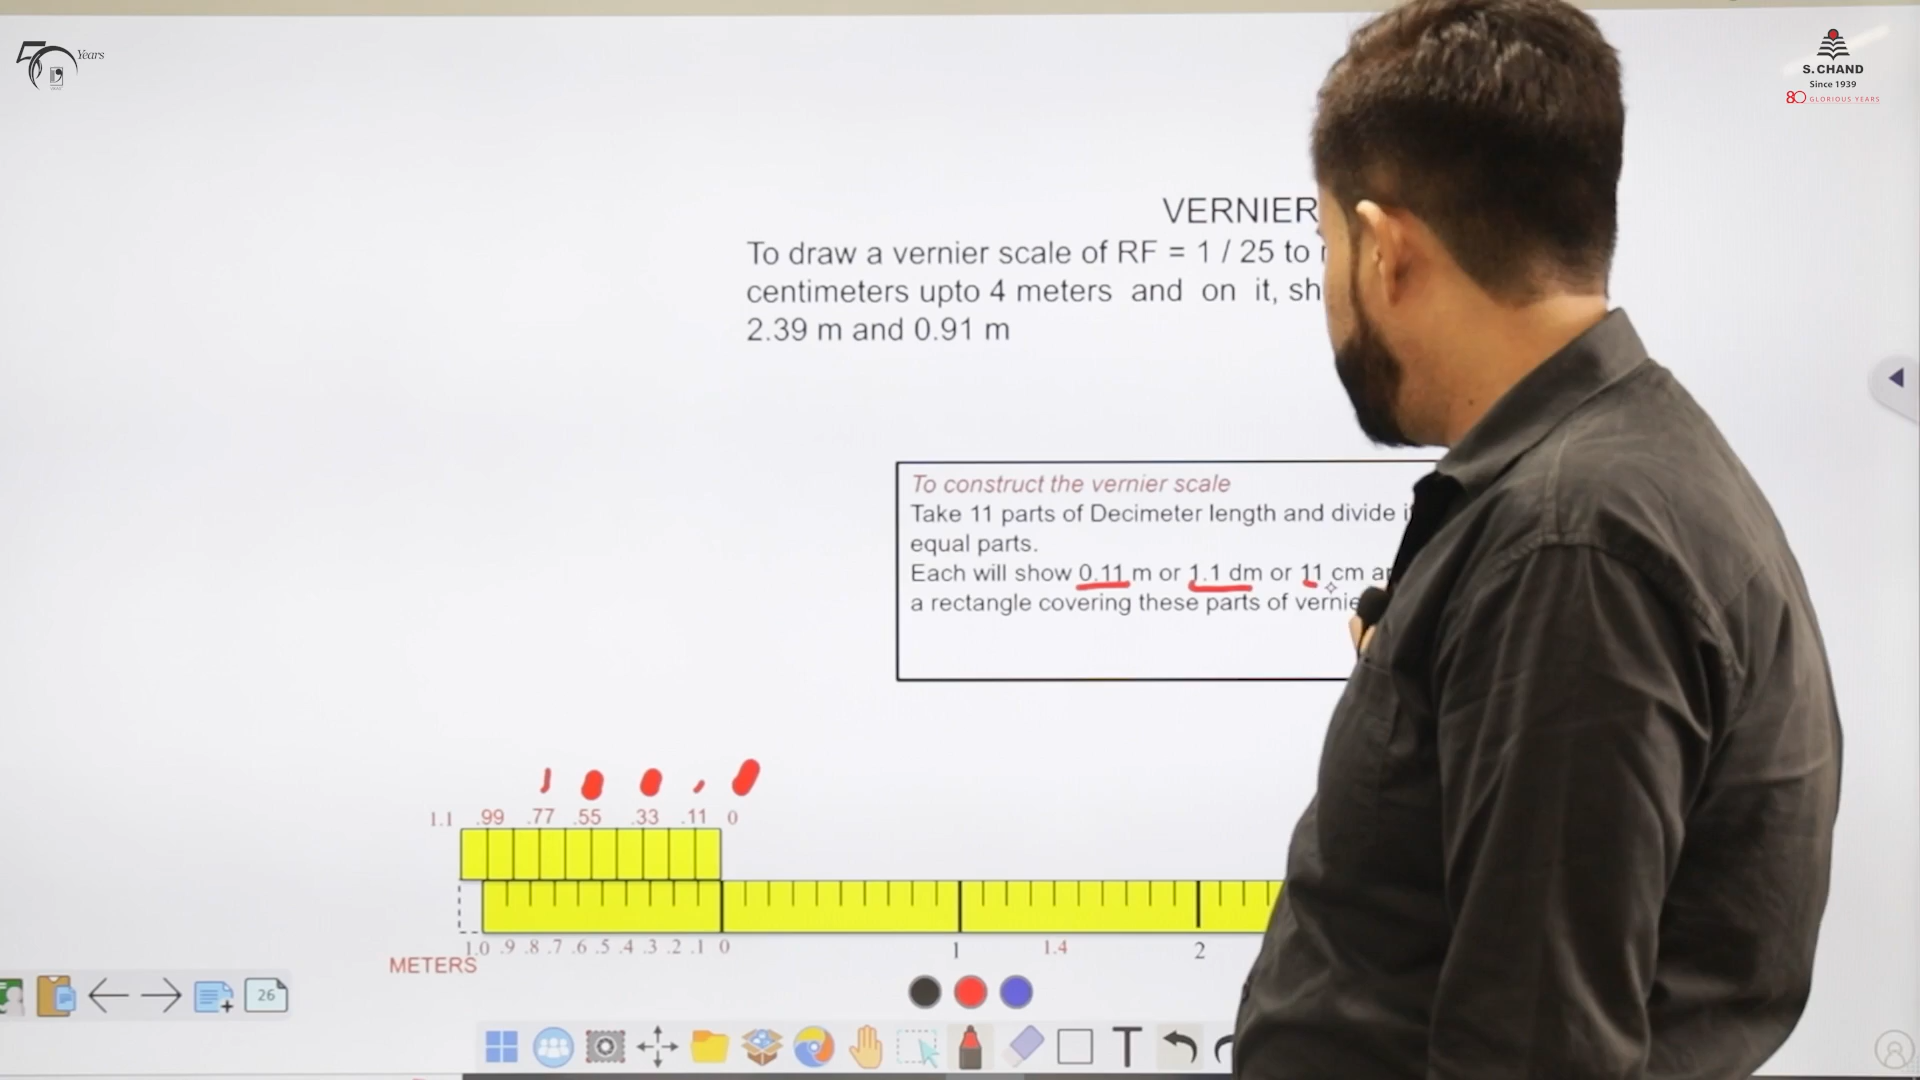 50 Years
S. CHAND
Since 1939
80 GLORIOUS YEARS
VERNIER
To draw a vernier scale of RF = 1 / 25 to
centimeters upto 4 meters and on it, sh
2.39 m and 0.91 m
To construct the vernier scale
Take 11 parts of Decimeter length and divide
equal parts.
Each will show 0.11 m or 1.1 dm or 11 cm
a rectangle covering these parts of vernie
1.1 .99 .77 .55 .33 .11 0
1.0 .9 .8 .7 .6 .5 .4 .3 .2 .1 0 1 1.4 2
METERS
26
T